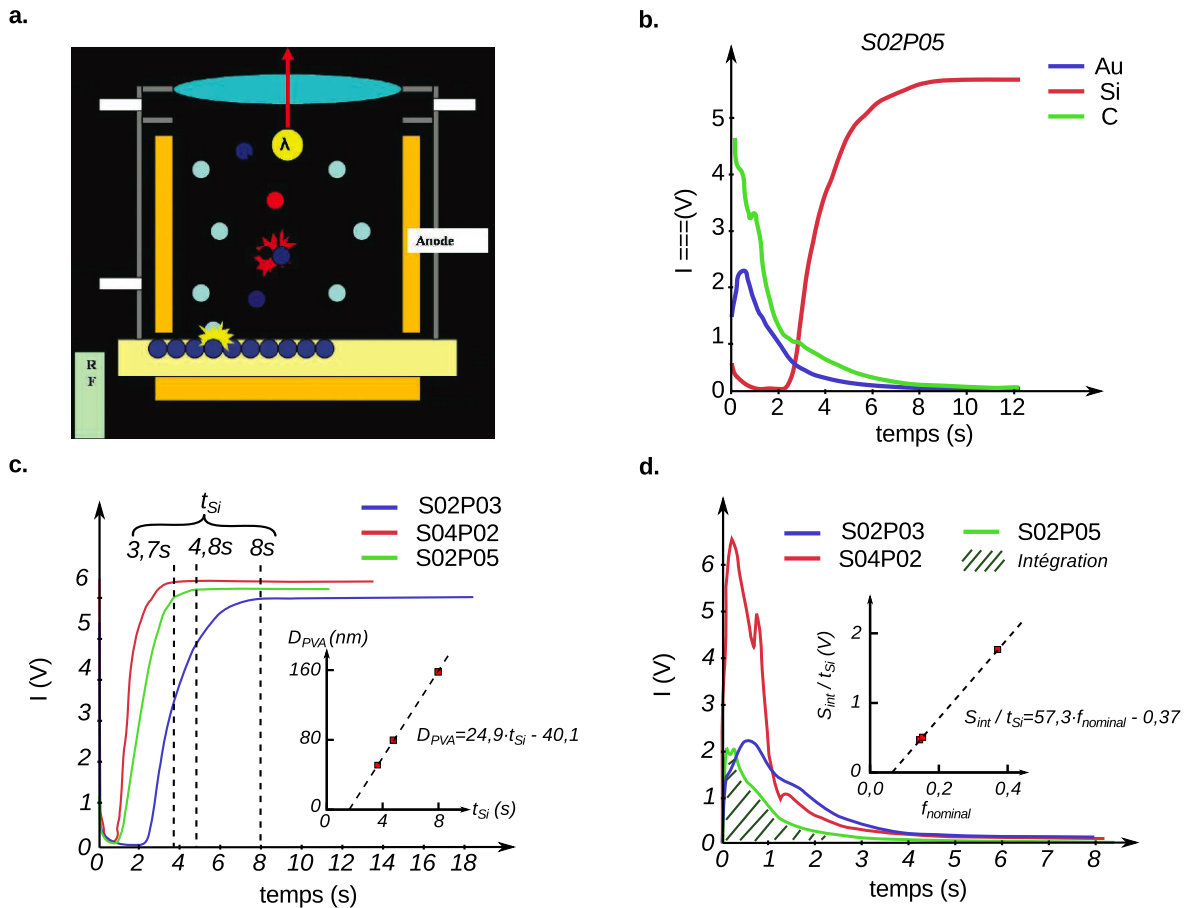 a.
λ
Anode
R
F
b.
S02P05
Au
Si
C
I ===(V)
5
4
3
2
1
0
0 2 4 6 8 10 12
temps (s)
c.
t_Si
3,7s 4,8s 8s
S02P03
S04P02
S02P05
I (V)
6
5
4
3
2
1
0
0 2 4 6 8 10 12 14 16 18
temps (s)
D_PVA (nm)
160
80
0
0 4 8
t_Si (s)
D_PVA=24,9·t_Si - 40,1
d.
S02P03
S04P02
S02P05
Intégration
I (V)
6
5
4
3
2
1
0
0 1 2 3 4 5 6 7 8
temps (s)
S_int / t_Si (V)
2
1
0
0,0 0,2 0,4
f_nominal
S_int / t_Si=57,3·f_nominal - 0,37